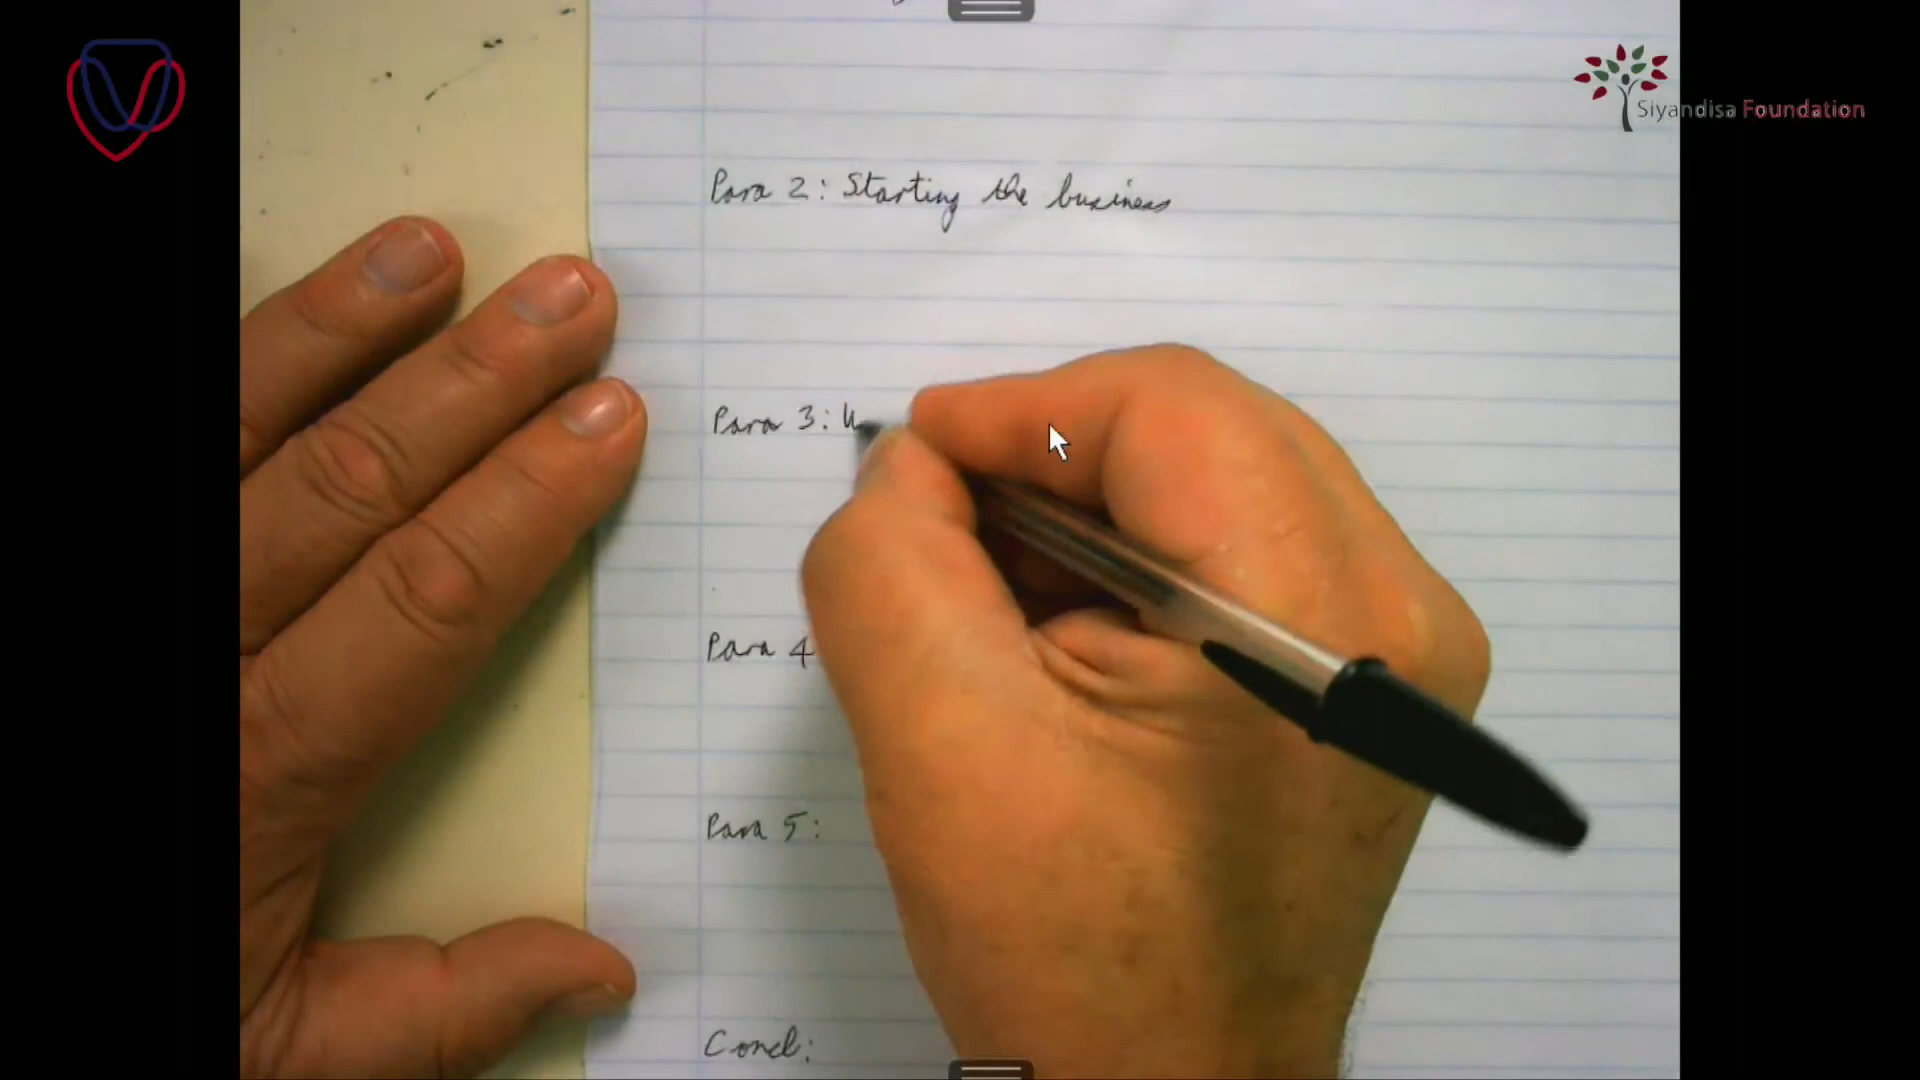 Siyandisa Foundation
Para 2: Starting the business
Para 3:
Para 4
Para 5:
Concl: